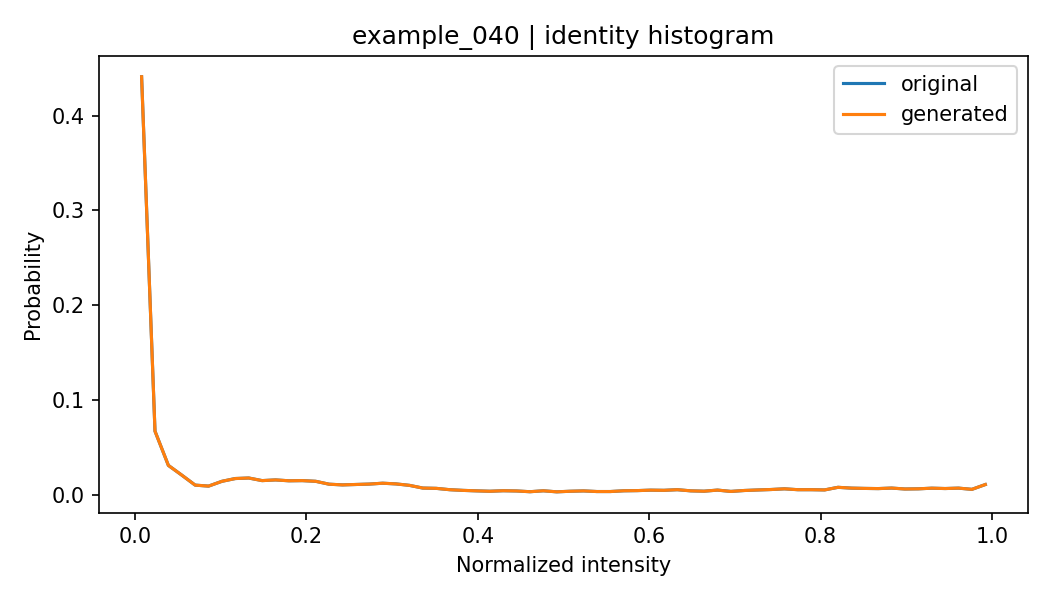 example_040 | identity histogram
original
generated
Probability
0.4
0.3
0.2
0.1
0.0
0.0 0.2 0.4 0.6 0.8 1.0
Normalized intensity